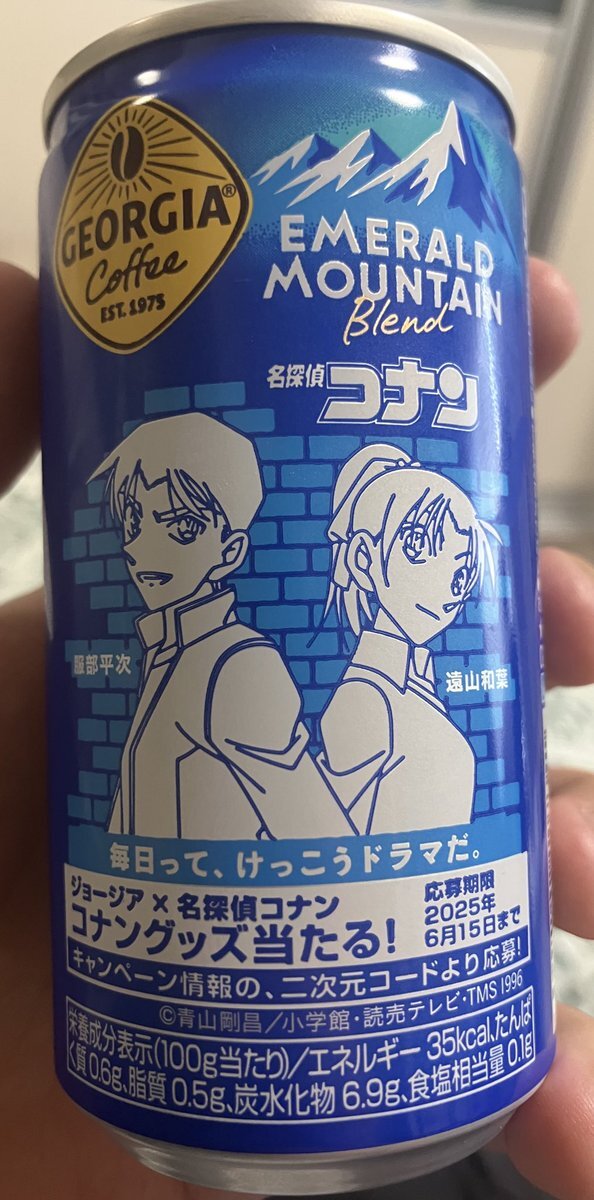 GEORGIA®
Coffee
EST. 1975
EMERALD
MOUNTAIN
Blend
名探偵
コナン
服部平次
遠山和葉
毎日って、けっこうドラマだ。
ジョージア × 名探偵コナン
コナングッズ当たる!
応募期限
2025年
6月15日まで
キャンペーン情報の、二次元コードより応募!
©青山剛昌/小学館・読売テレビ・TMS 1996
栄養成分表示(100g当たり)/エネルギー 35kcal、たんぱ
く質 0.6g、脂質 0.5g、炭水化物 6.9g、食塩相当量 0.1g